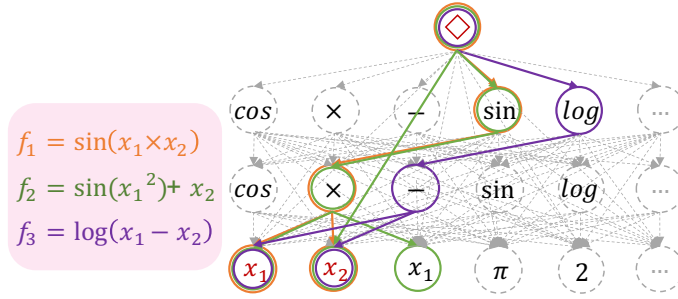 ◇
cos × − sin log ...
f₁ = sin(x₁×x₂)
f₂ = sin(x₁²)+ x₂
f₃ = log(x₁ − x₂)
cos × − sin log ...
x₁ x₂ x₁ π 2 ...